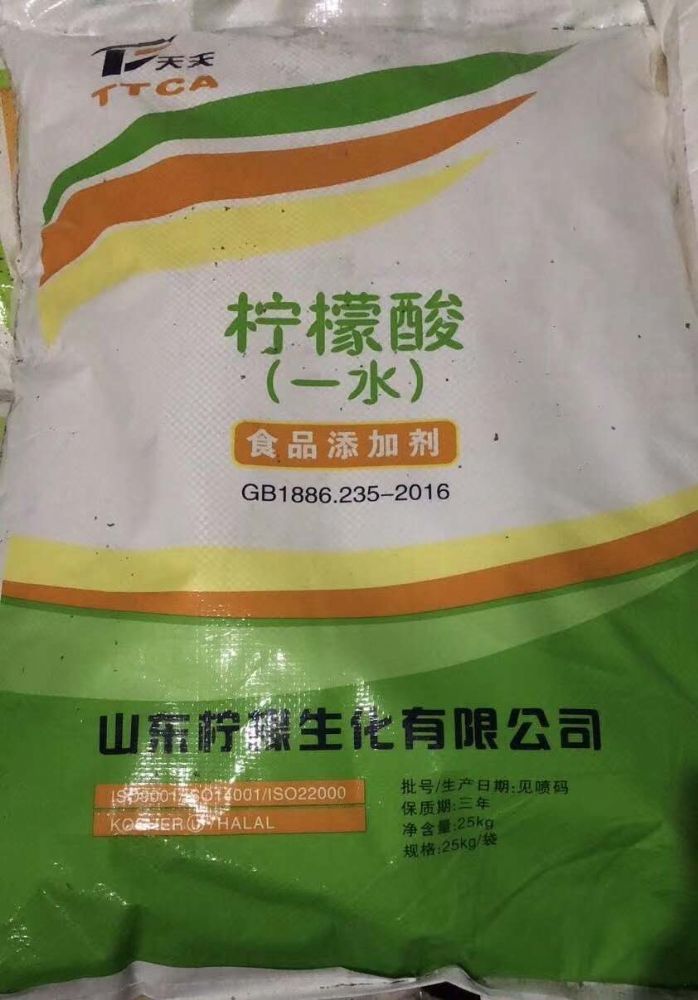 天天
TTCA
柠檬酸
(一水)
食品添加剂
GB1886.235-2016
山东柠檬生化有限公司
ISO9001/ISO14001/ISO22000
KOSHER Ⓤ/HALAL
批号/生产日期:见喷码
保质期:三年
净含量:25kg
规格:25kg/袋